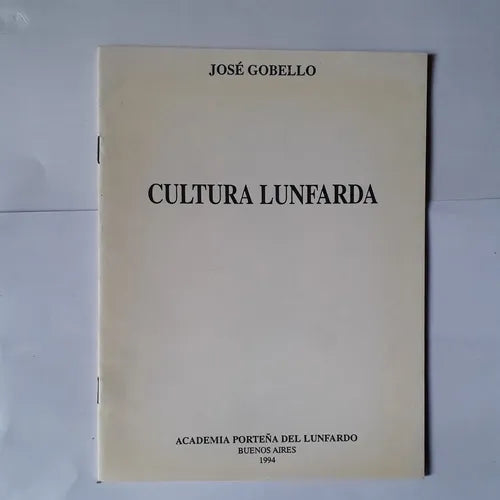 JOSÉ GOBELLO
CULTURA LUNFARDA
ACADEMIA PORTEÑA DEL LUNFARDO
BUENOS AIRES
1994